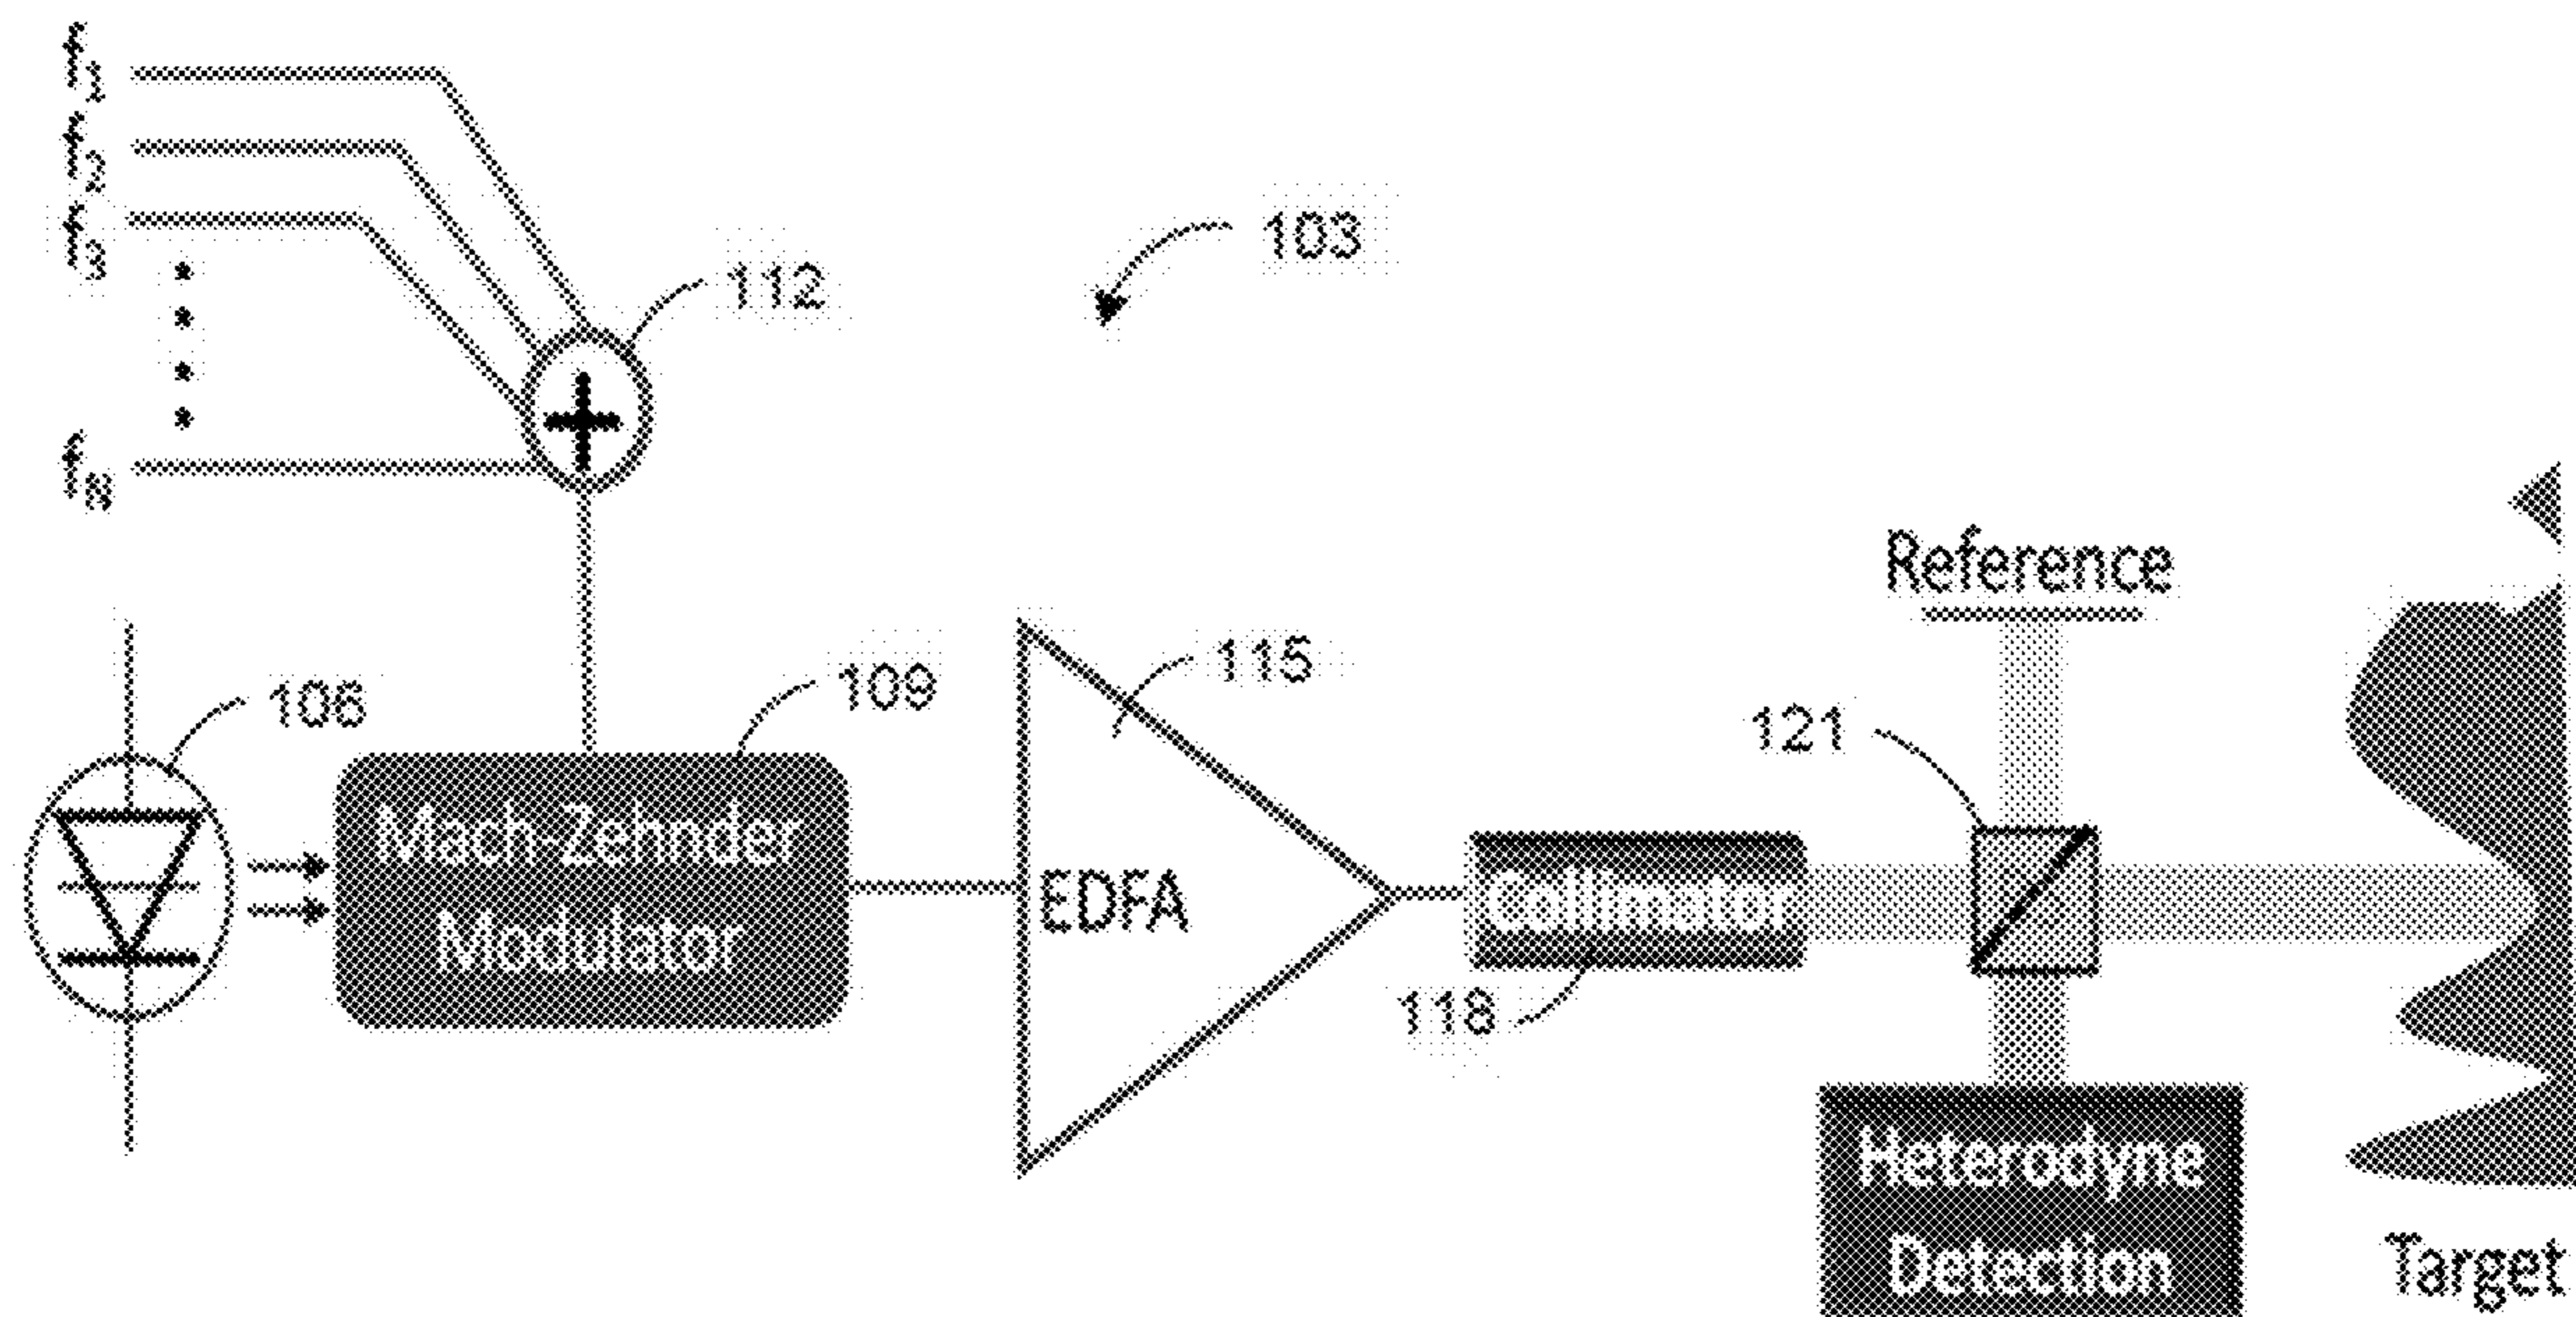 f1
f2
f3
fN
112
103
106
109
115
Reference
121
Mach-Zehnder
Modulator
EDFA
Collimator
118
Heterodyne
Detection
Target